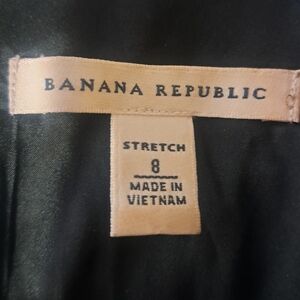 BANANA REPUBLIC
STRETCH
8
MADE IN
VIETNAM